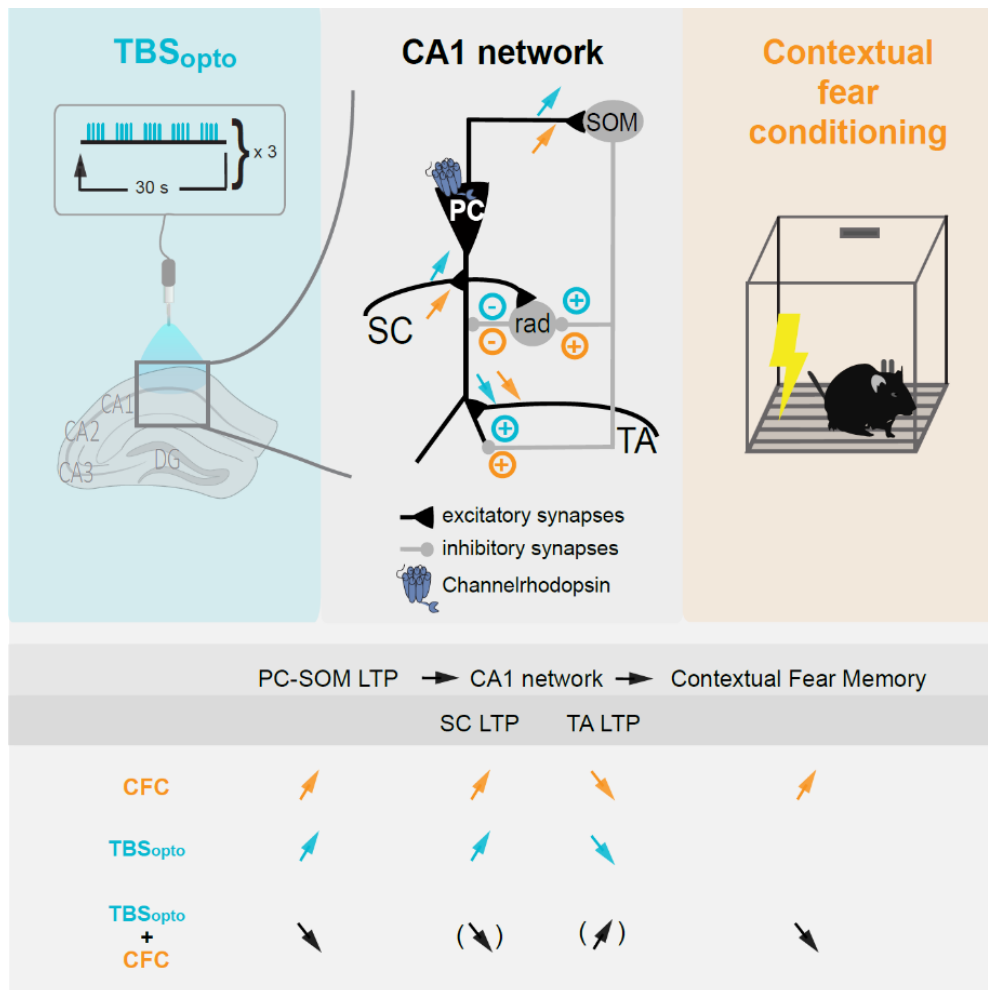 TBSopto
CA1 network
Contextual
fear
conditioning
x 3
30 s
SOM
PC
SC
rad
- +
- +
+
TA
+
CA1
CA2
CA3
DG
excitatory synapses
inhibitory synapses
Channelrhodopsin
PC-SOM LTP → CA1 network → Contextual Fear Memory
SC LTP TA LTP
CFC
TBSopto
TBSopto
+ ( ) ( )
CFC